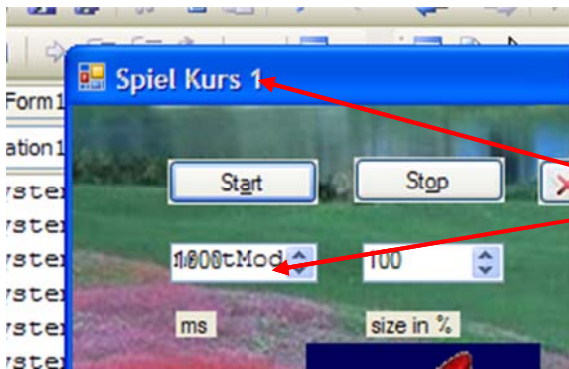 Spiel Kurs 1
Form1
ation1
Start
Stop
yster
yster
yster
100
yster
ms
size in %
yster
yster